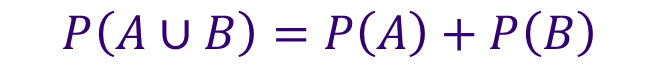 P(A ∪ B) = P(A) + P(B)